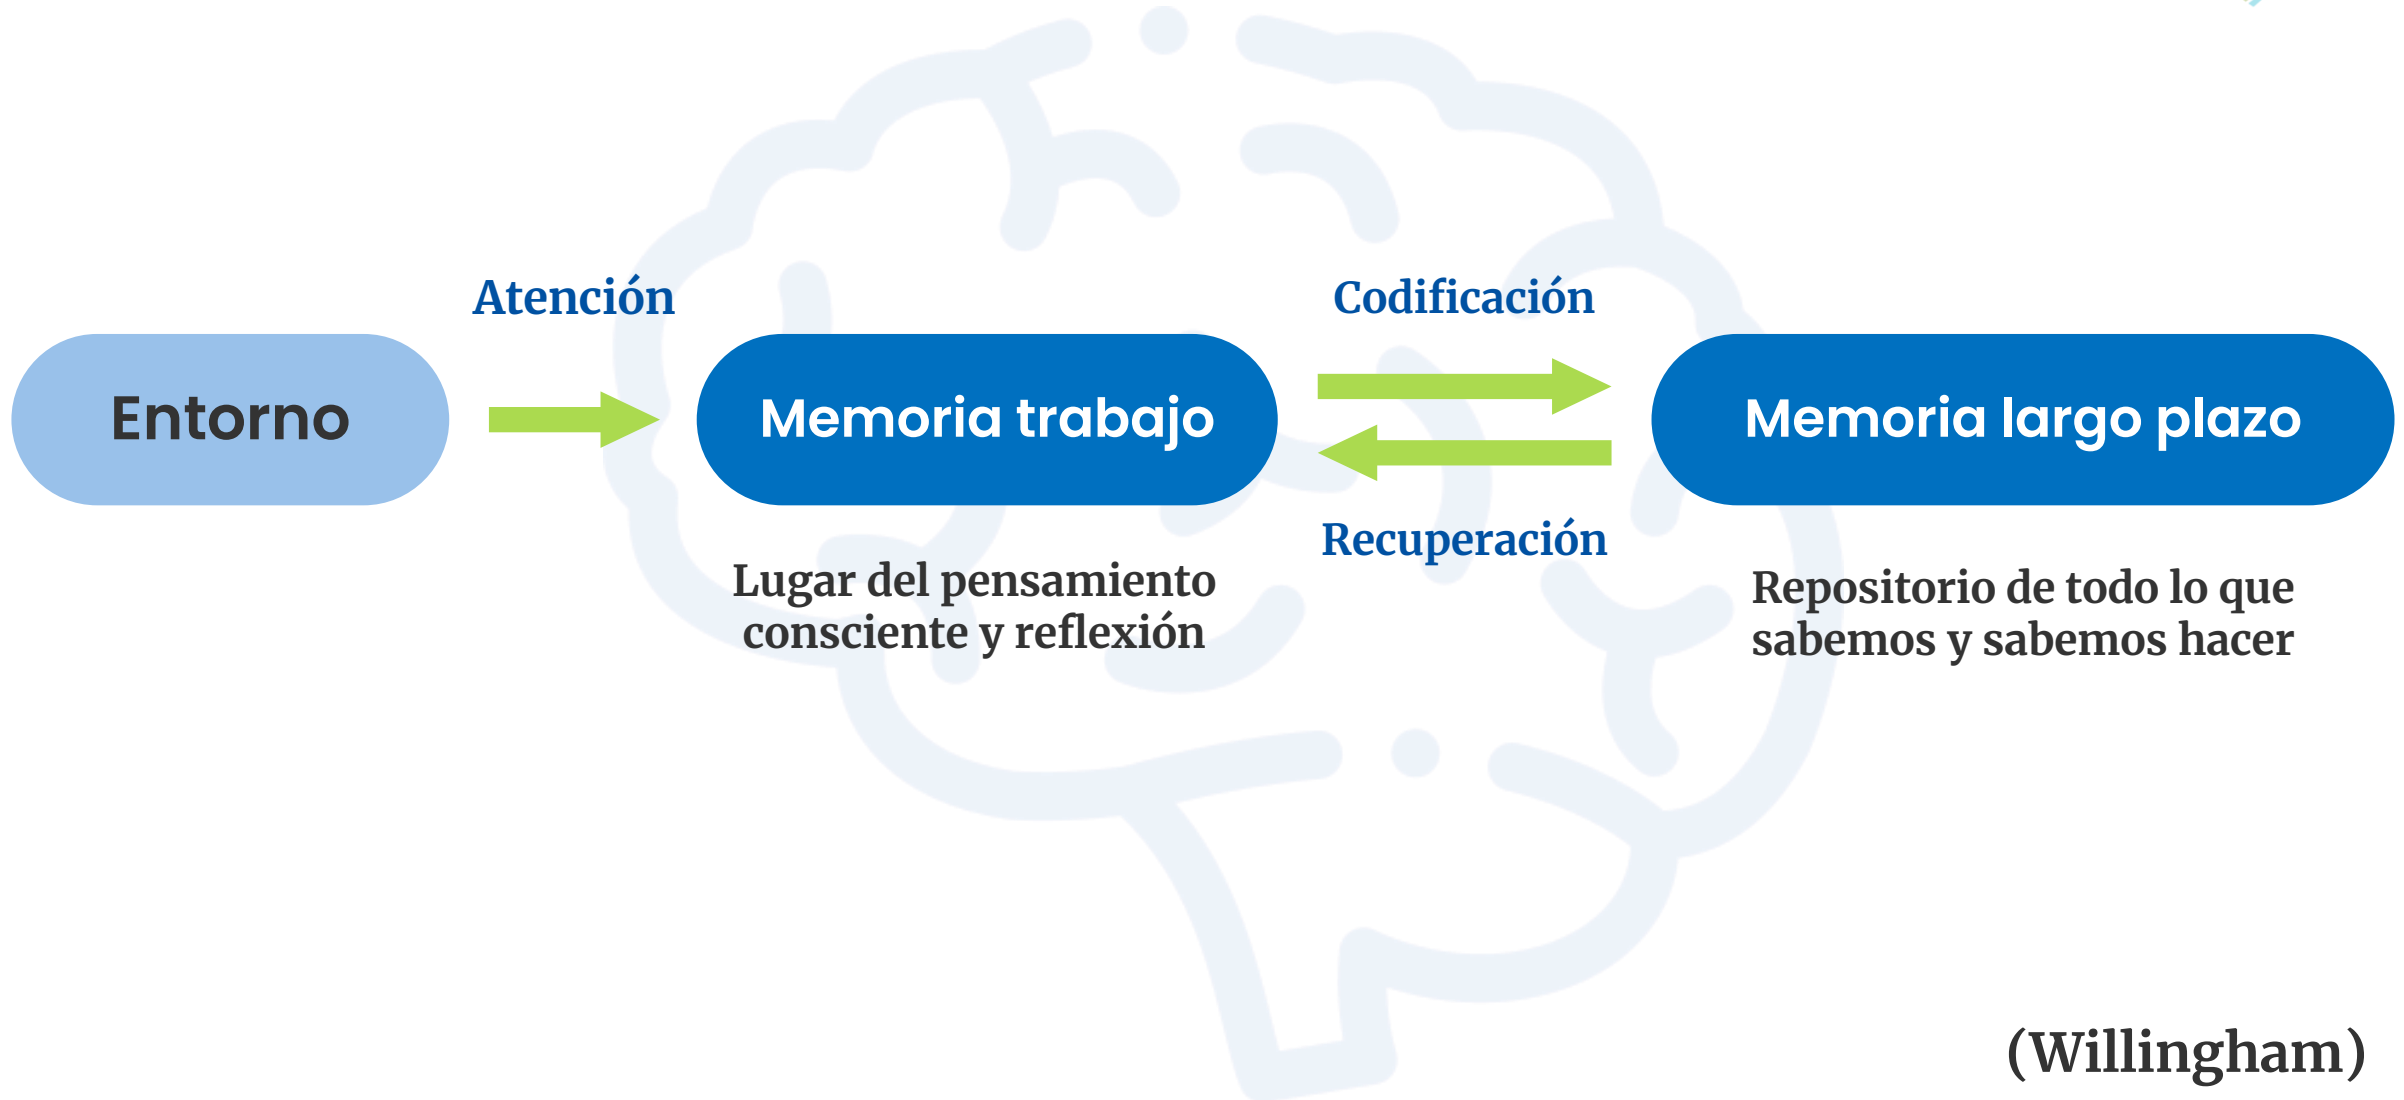 Atención
Codificación
Entorno
Memoria trabajo
Memoria largo plazo
Recuperación
Lugar del pensamiento
consciente y reflexión
Repositorio de todo lo que
sabemos y sabemos hacer
(Willingham)